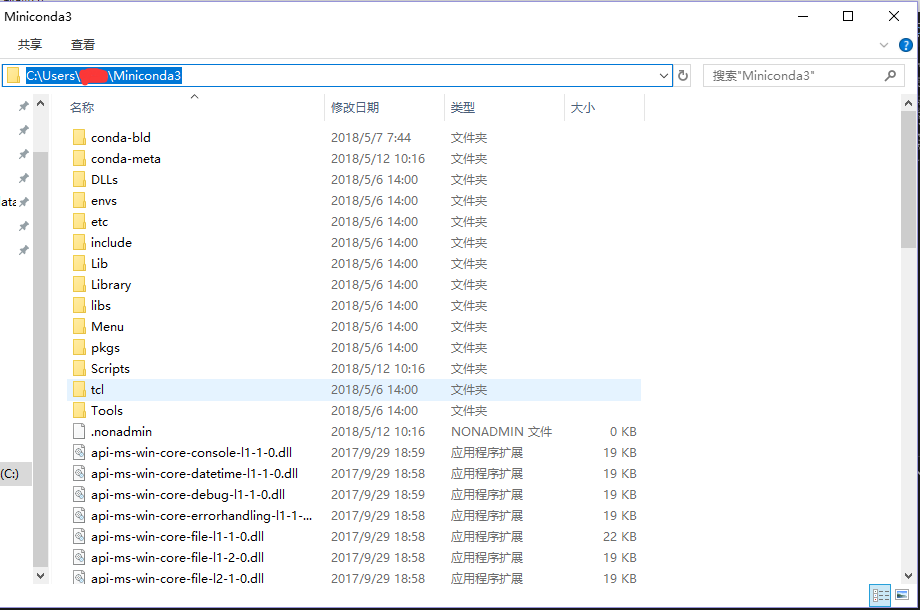 Miniconda3
共享 查看
C:\Users\ \Miniconda3 搜索"Miniconda3"
名称 修改日期 类型 大小
conda-bld 2018/5/7 7:44 文件夹
conda-meta 2018/5/12 10:16 文件夹
DLLs 2018/5/6 14:00 文件夹
envs 2018/5/6 14:00 文件夹
etc 2018/5/6 14:00 文件夹
include 2018/5/6 14:00 文件夹
Lib 2018/5/6 14:00 文件夹
Library 2018/5/6 14:00 文件夹
libs 2018/5/6 14:00 文件夹
Menu 2018/5/6 14:00 文件夹
pkgs 2018/5/6 14:00 文件夹
Scripts 2018/5/12 10:16 文件夹
tcl 2018/5/6 14:00 文件夹
Tools 2018/5/6 14:00 文件夹
.nonadmin 2018/5/12 10:16 NONADMIN 文件 0 KB
api-ms-win-core-console-l1-1-0.dll 2017/9/29 18:59 应用程序扩展 19 KB
api-ms-win-core-datetime-l1-1-0.dll 2017/9/29 18:58 应用程序扩展 19 KB
api-ms-win-core-debug-l1-1-0.dll 2017/9/29 18:59 应用程序扩展 19 KB
api-ms-win-core-errorhandling-l1-1-... 2017/9/29 18:58 应用程序扩展 19 KB
api-ms-win-core-file-l1-1-0.dll 2017/9/29 18:58 应用程序扩展 22 KB
api-ms-win-core-file-l1-2-0.dll 2017/9/29 18:58 应用程序扩展 19 KB
api-ms-win-core-file-l2-1-0.dll 2017/9/29 18:58 应用程序扩展 19 KB
ata
(C:)